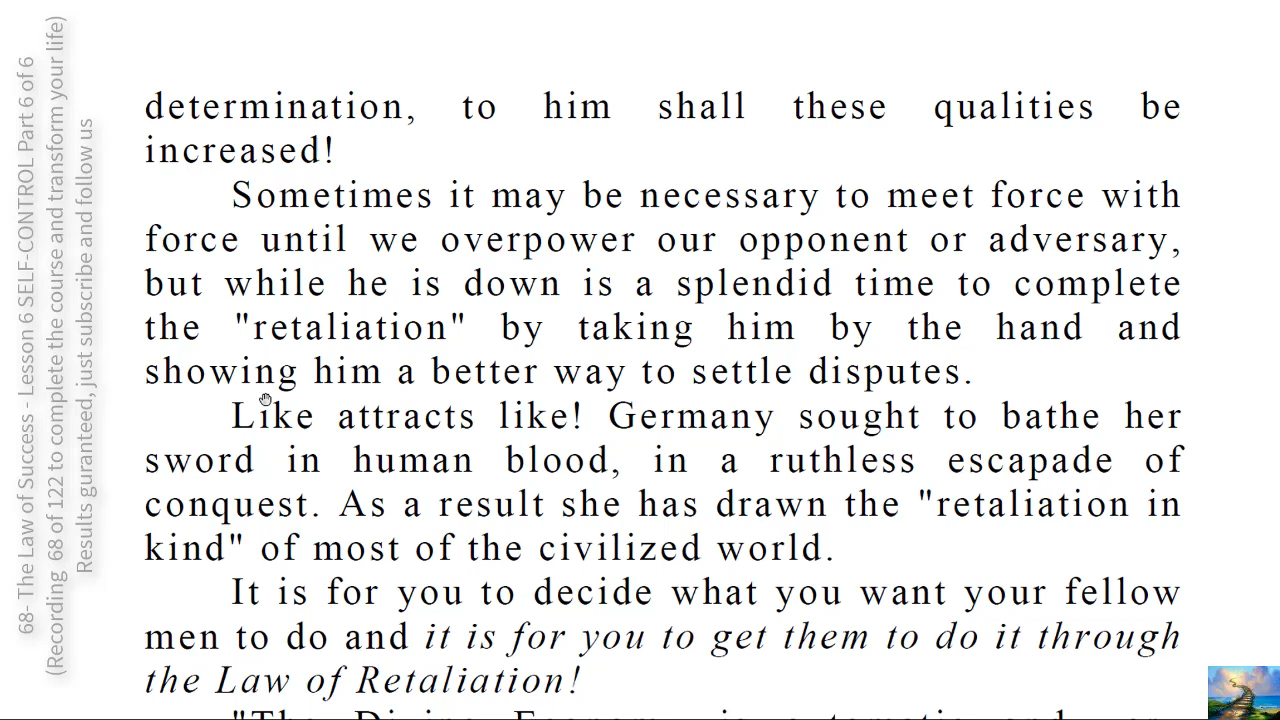 68- The Law of Success - Lesson 6 SELF-CONTROL Part 6 of 6
(Recording 68 of 122 to complete the course and transform your life)
Results guranteed, just subscribe and follow us
determination, to him shall these qualities be
increased!
Sometimes it may be necessary to meet force with
force until we overpower our opponent or adversary,
but while he is down is a splendid time to complete
the "retaliation" by taking him by the hand and
showing him a better way to settle disputes.
Like attracts like! Germany sought to bathe her
sword in human blood, in a ruthless escapade of
conquest. As a result she has drawn the "retaliation in
kind" of most of the civilized world.
It is for you to decide what you want your fellow
men to do and it is for you to get them to do it through
the Law of Retaliation!